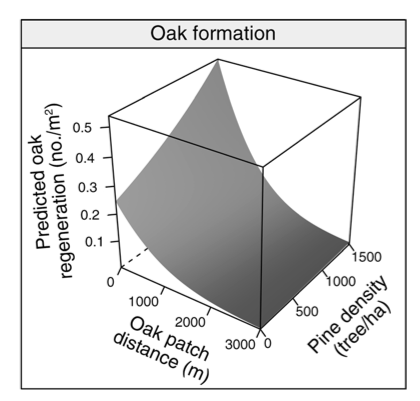 Oak formation
Predicted oak
regeneration (no./m²)
0.5
0.4
0.3
0.2
0.1
0
1000
2000
3000
Oak patch
distance (m)
0
500
1000
1500
Pine density
(tree/ha)